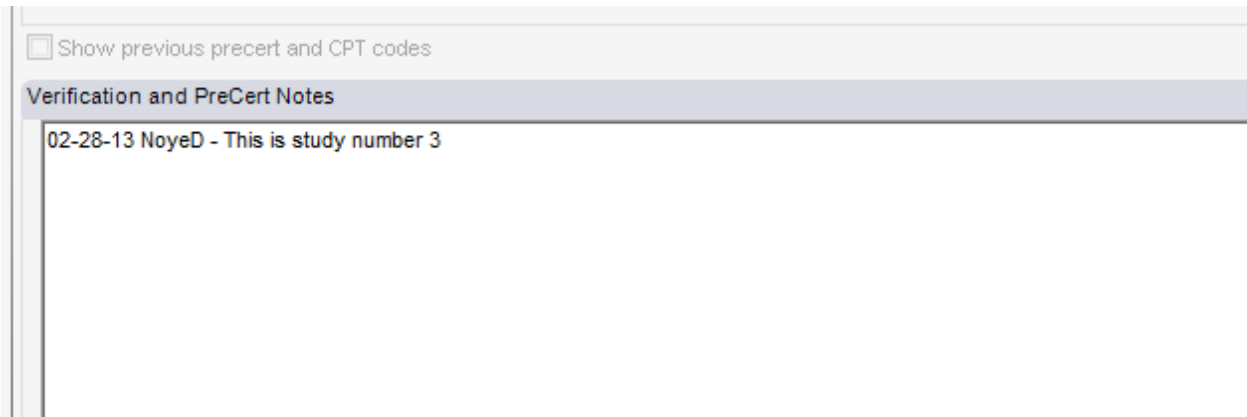 Show previous precert and CPT codes
Verification and PreCert Notes
02-28-13 NoyeD - This is study number 3